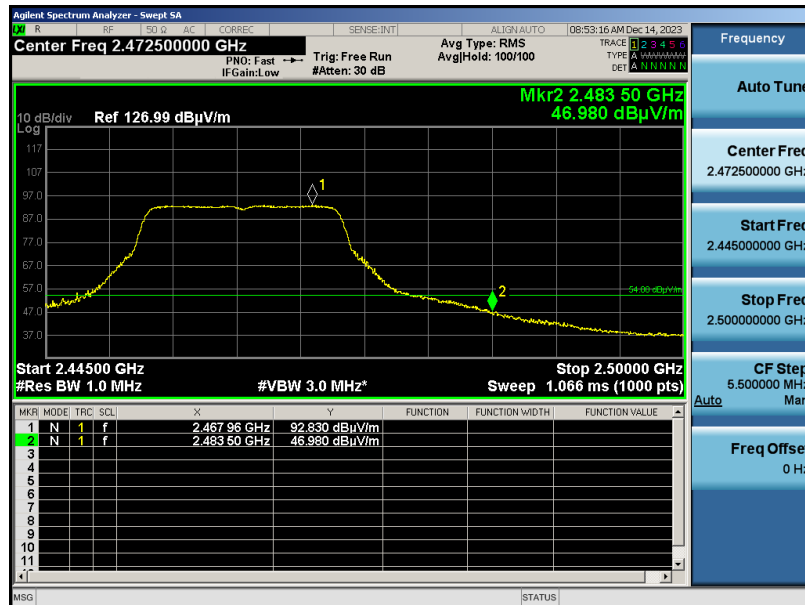 Agilent Spectrum Analyzer - Swept SA
LXI R RF 50 Ω AC CORREC SENSE:INT ALIGN AUTO 08:53:16 AM Dec 14, 2023
Center Freq 2.472500000 GHz
Avg Type: RMS
TRACE 1 2 3 4 5 6
PNO: Fast Trig: Free Run Avg|Hold: 100/100
TYPE A WWWWW
IFGain:Low #Atten: 30 dB
DET A N N N N N
Mkr2 2.483 50 GHz
46.980 dBµV/m
10 dB/div Ref 126.99 dBµV/m
Log
117
107
97.0
87.0
77.0
67.0
57.0
47.0
37.0
1
2
54.00 dBµV/m
Start 2.44500 GHz Stop 2.50000 GHz
#Res BW 1.0 MHz #VBW 3.0 MHz* Sweep 1.066 ms (1000 pts)
MKR MODE TRC SCL X Y FUNCTION FUNCTION WIDTH FUNCTION VALUE
1 N 1 f 2.467 96 GHz 92.830 dBµV/m
2 N 1 f 2.483 50 GHz 46.980 dBµV/m
3
4
5
6
7
8
9
10
11
MSG STATUS
Frequency
Auto Tune
Center Freq
2.472500000 GHz
Start Freq
2.445000000 GHz
Stop Freq
2.500000000 GHz
CF Step
5.500000 MHz
Auto Man
Freq Offset
0 Hz